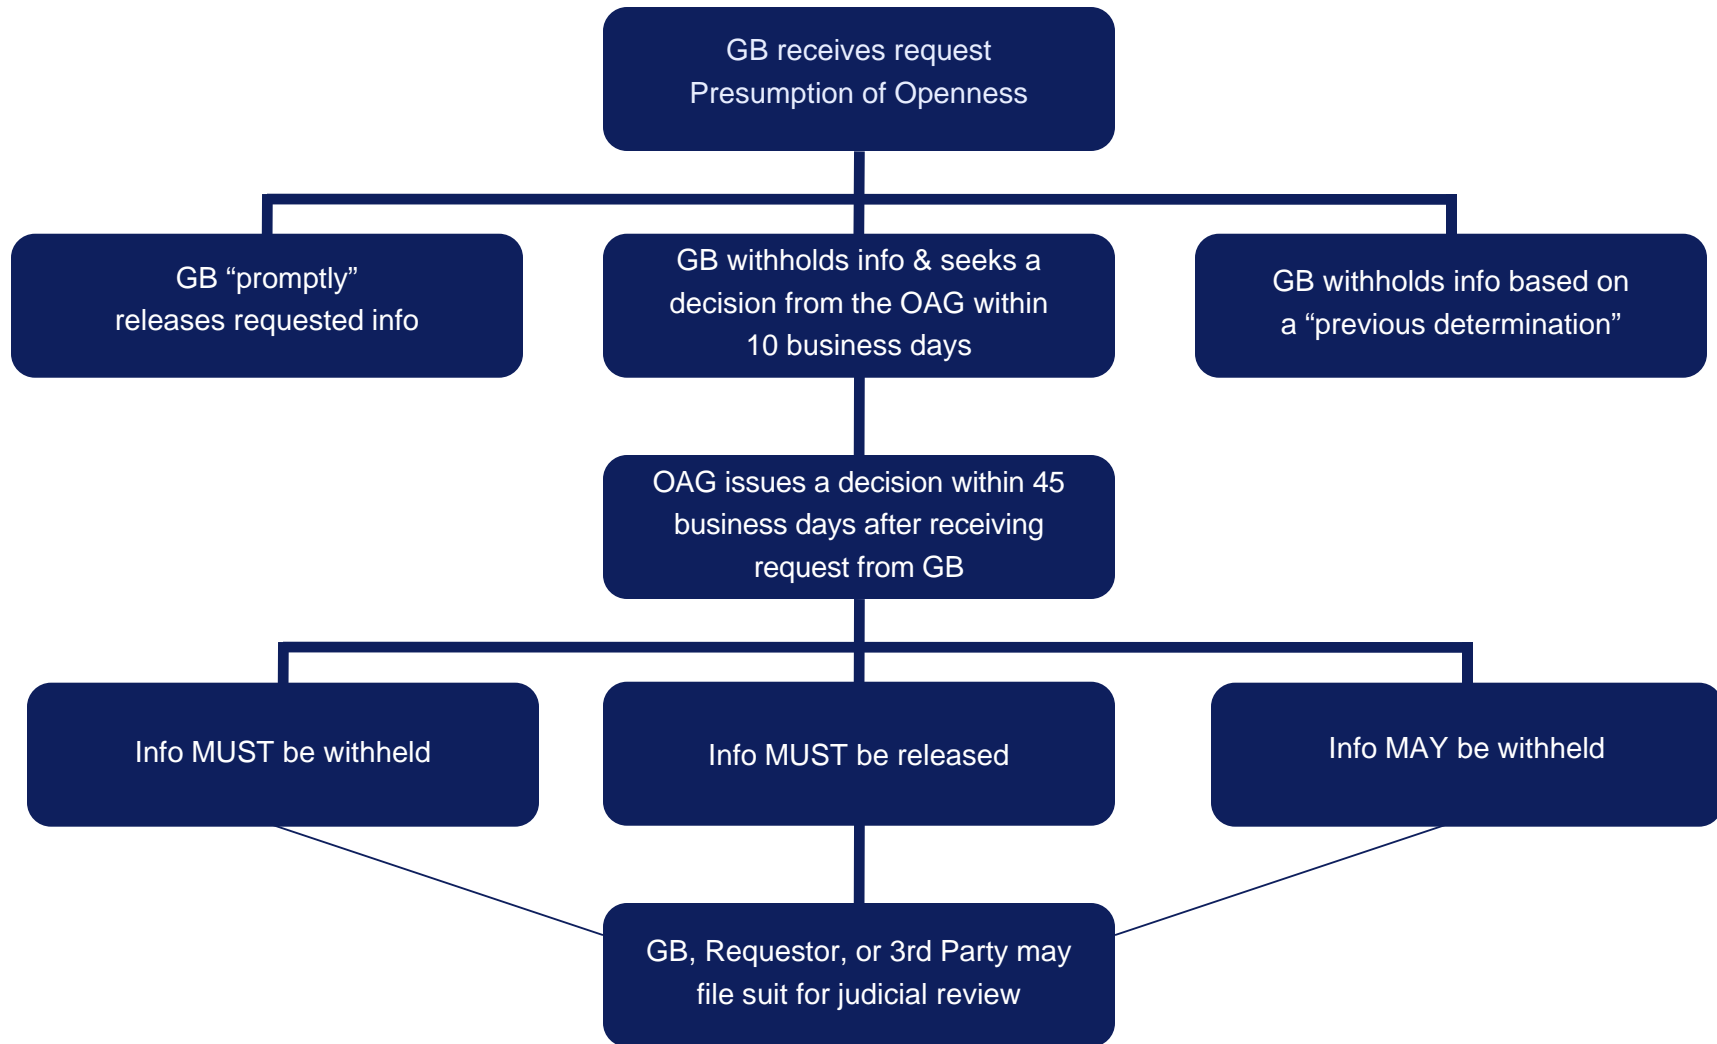 GB receives request
Presumption of Openness
GB “promptly”
releases requested info
GB withholds info & seeks a
decision from the OAG within
10 business days
GB withholds info based on
a “previous determination”
OAG issues a decision within 45
business days after receiving
request from GB
Info MUST be withheld
Info MUST be released
Info MAY be withheld
GB, Requestor, or 3rd Party may
file suit for judicial review